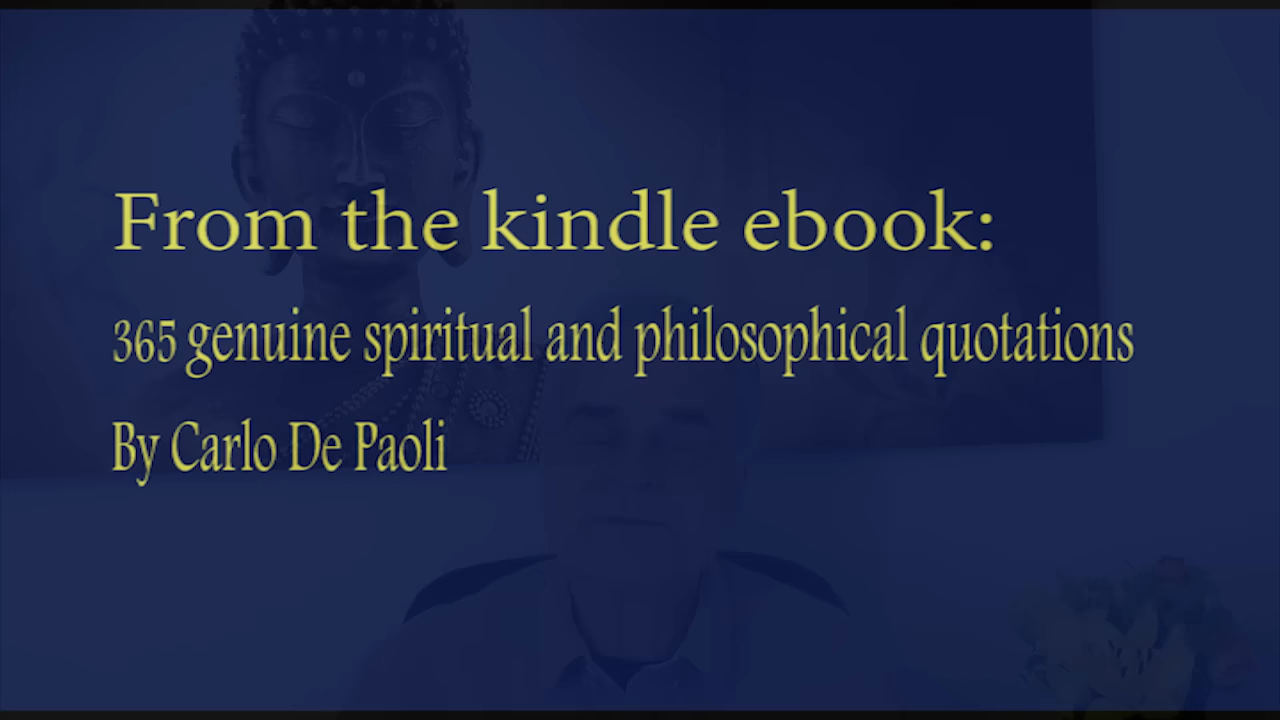 From the kindle ebook:
365 genuine spiritual and philosophical quotations
By Carlo De Paoli